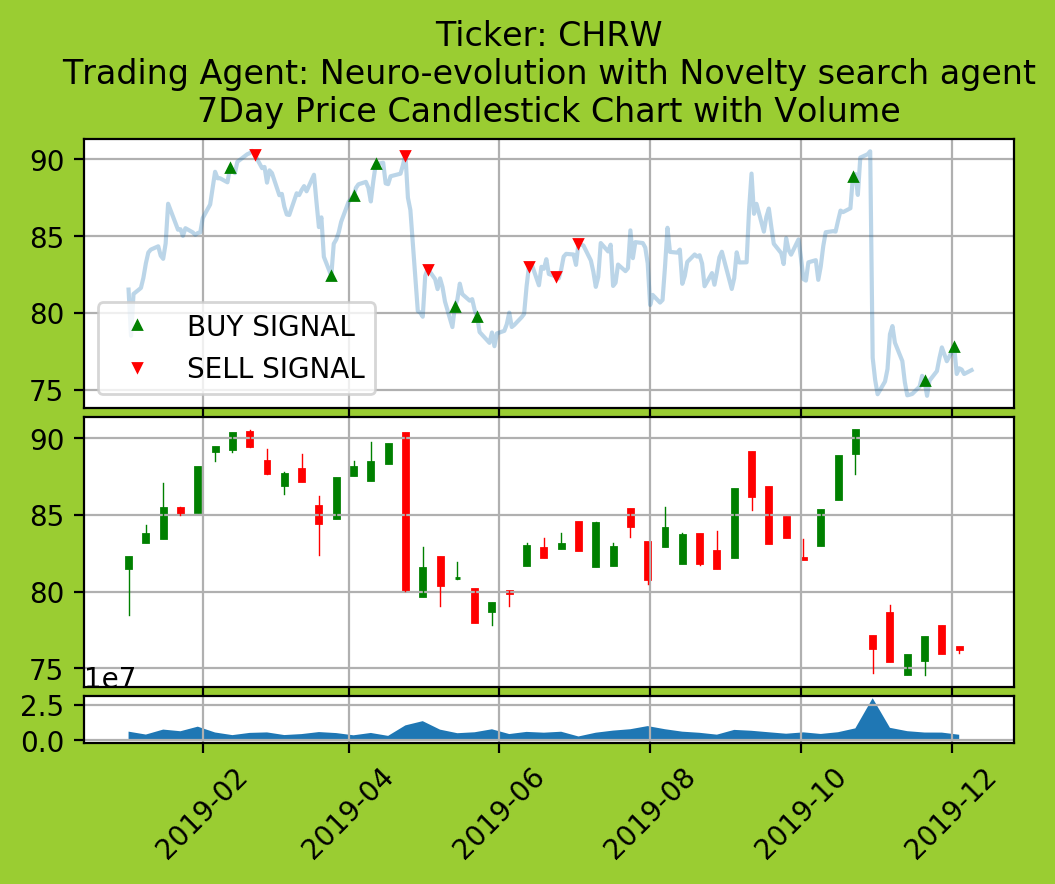 Ticker: CHRW
Trading Agent: Neuro-evolution with Novelty search agent
7Day Price Candlestick Chart with Volume
90
85
80
75
BUY SIGNAL
SELL SIGNAL
90
85
80
75
1e7
2.5
0.0
2019-02
2019-04
2019-06
2019-08
2019-10
2019-12